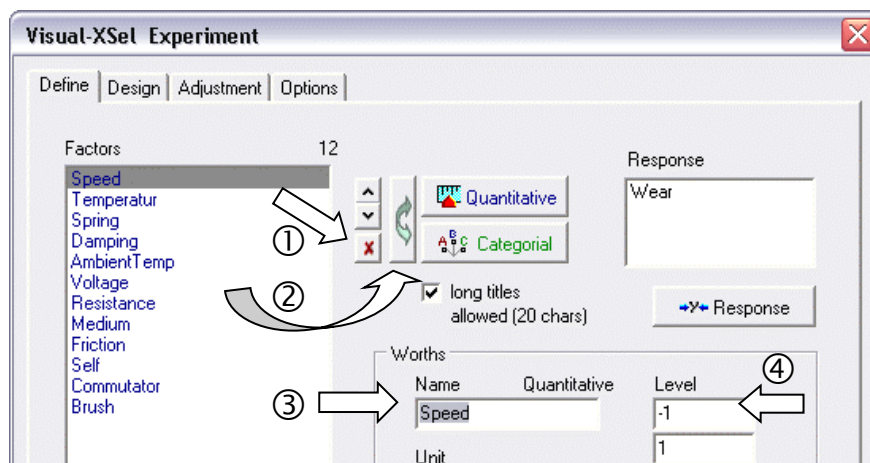 Visual-XSel Experiment
Define Design Adjustment Options
Factors 12
Speed
Temperatur
Spring
Damping
AmbientTemp
Voltage
Resistance
Medium
Friction
Self
Commutator
Brush
①
②
③
x
Quantitative
A B C Categorial
long titles
allowed (20 chars)
Response
Wear
Y Response
Worths
Name Quantitative Level
Speed -1
④
Unit 1